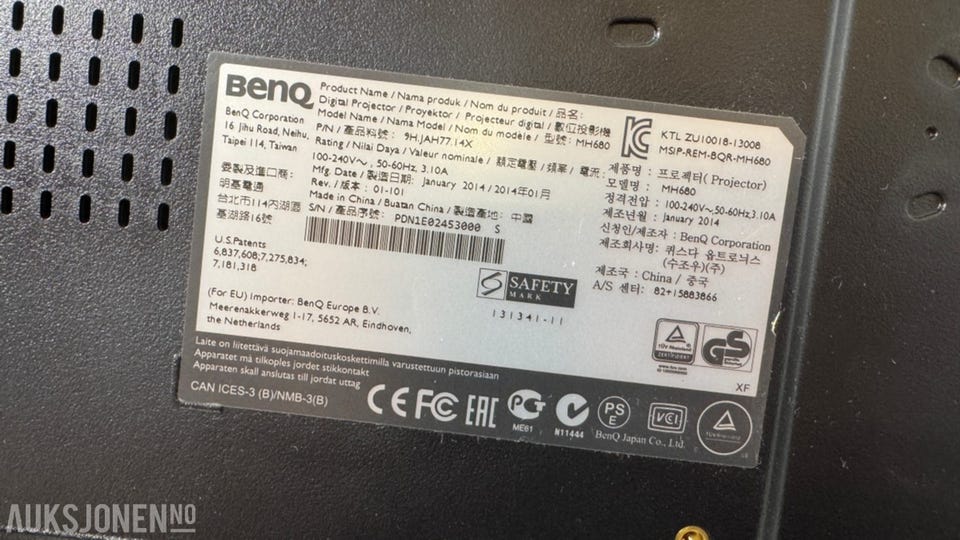 BenQ
BenQ Corporation
16 Jihu Road, Neihu,
Taipei 114, Taiwan
委製及進口商:
明基電通
台北市114內湖區
基湖路16號
U.S.Patents
6,837,608;7,275,834;
7,181,318
(For EU) Importer: BenQ Europe B.V.
Meerenakkerweg 1-17, 5652 AR, Eindhoven,
the Netherlands
Product Name / Nama produk / Nom du produit / 品名:
Digital Projector / Proyektor / Projecteur digital / 數位投影機
Model Name / Nama Model / Nom du modèle / 型號: MH680
P/N / 產品料號: 9H.JAH77.14X
Rating / Nilai Daya / Valeur nominale / 額定電壓 / 頻率 / 電流:
100-240V～, 50-60Hz, 3.10A
Mfg. Date / 製造日期: January 2014 / 2014年01月
Rev. / 版本: 01-101
Made in China / Buatan China / 製造產地: 中國
S/N / 產品序號: PDN1E02453000 S
SAFETY
MARK
131341-11
KTL ZU10018-13008
MSIP-REM-BQR-MH680
제품명 : 프로젝터( Projector)
모델명 : MH680
정격전압 : 100-240V～,50-60Hz,3.10A
제조년월 : January 2014
신청인/제조자 : BenQ Corporation
제조회사명: 퀴스다 옵트로닉스
(수조우)(주)
제조국 : China / 중국
A/S 센터: 82+15883866
TÜV Rheinland
ZERTIFIZIERT
GS
XF
Laite on liitettävä suojamaadoituskoskettimilla varustettuun pistorasiaan
Apparatet må tilkoples jordet stikkontakt
Apparaten skall anslutas till jordat uttag
CAN ICES-3 (B)/NMB-3(B)
CE FC EAC
ME61
N11444
PS
E
BenQ Japan Co., Ltd.
VCCI
AUKSJONEN.NO